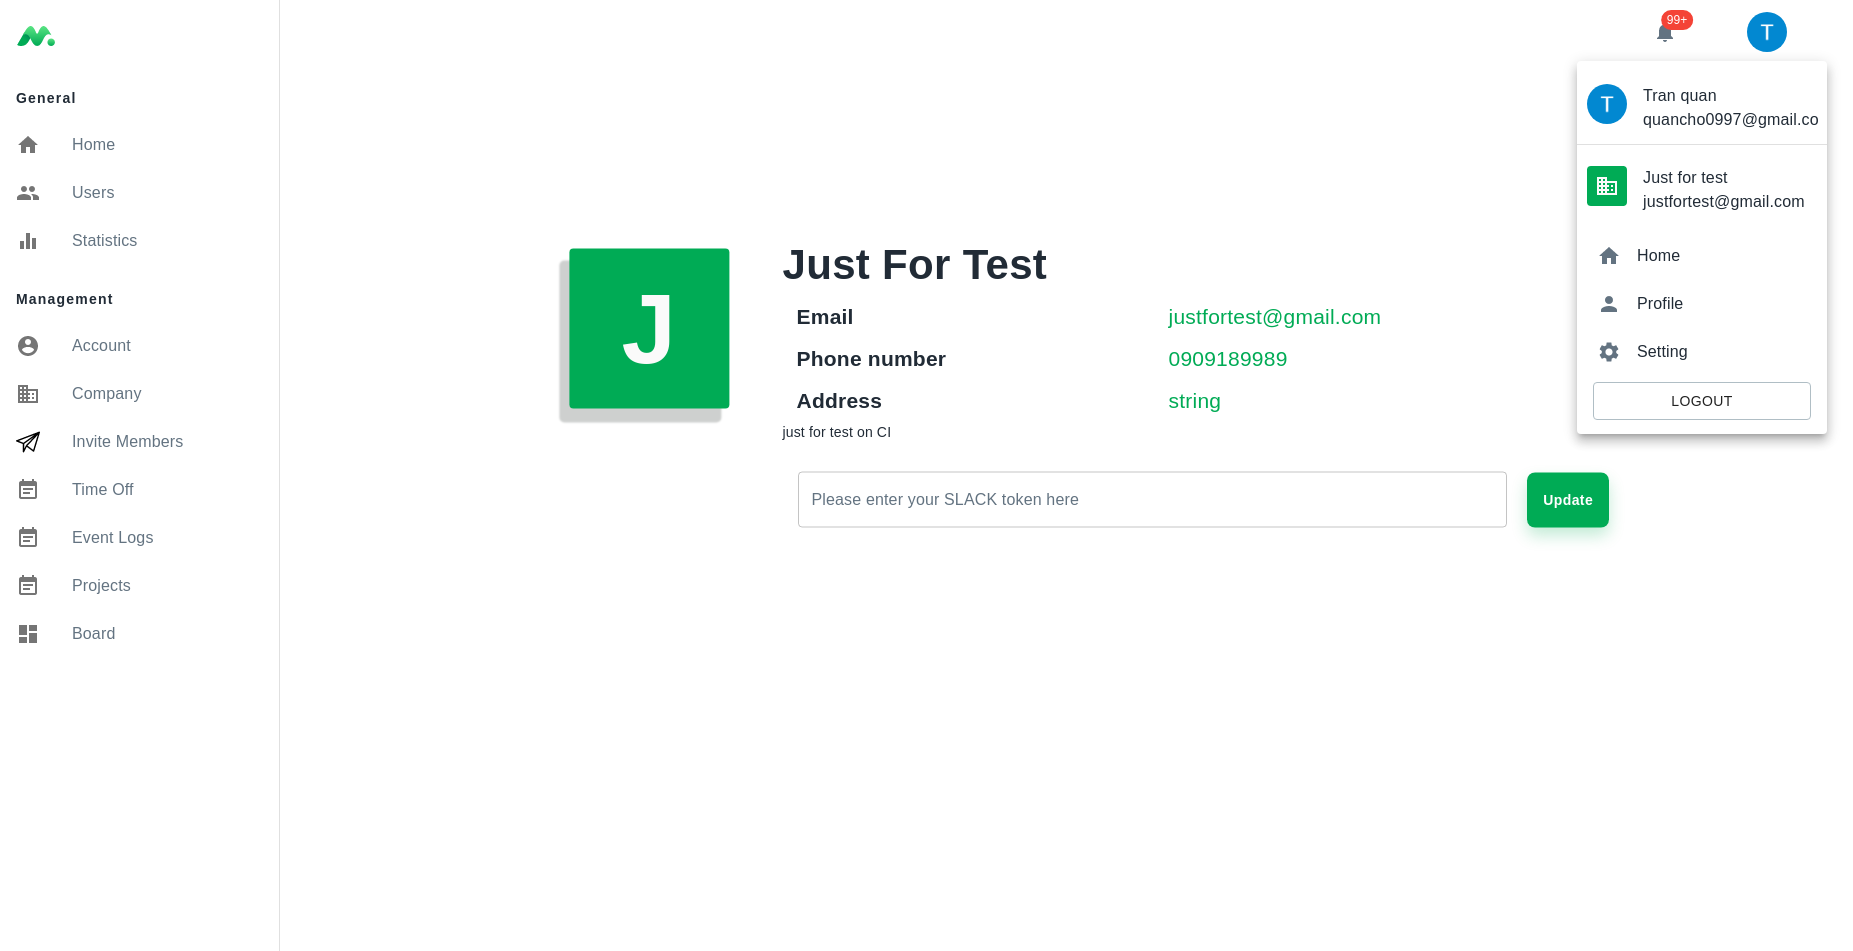 General
Home
Users
Statistics
Management
Account
Company
Invite Members
Time Off
Event Logs
Projects
Board
99+
T
T
Tran quan
quancho0997@gmail.co
Just for test
justfortest@gmail.com
Home
Profile
Setting
LOGOUT
J
Just For Test
Email justfortest@gmail.com
Phone number 0909189989
Address string
just for test on CI
Please enter your SLACK token here
Update